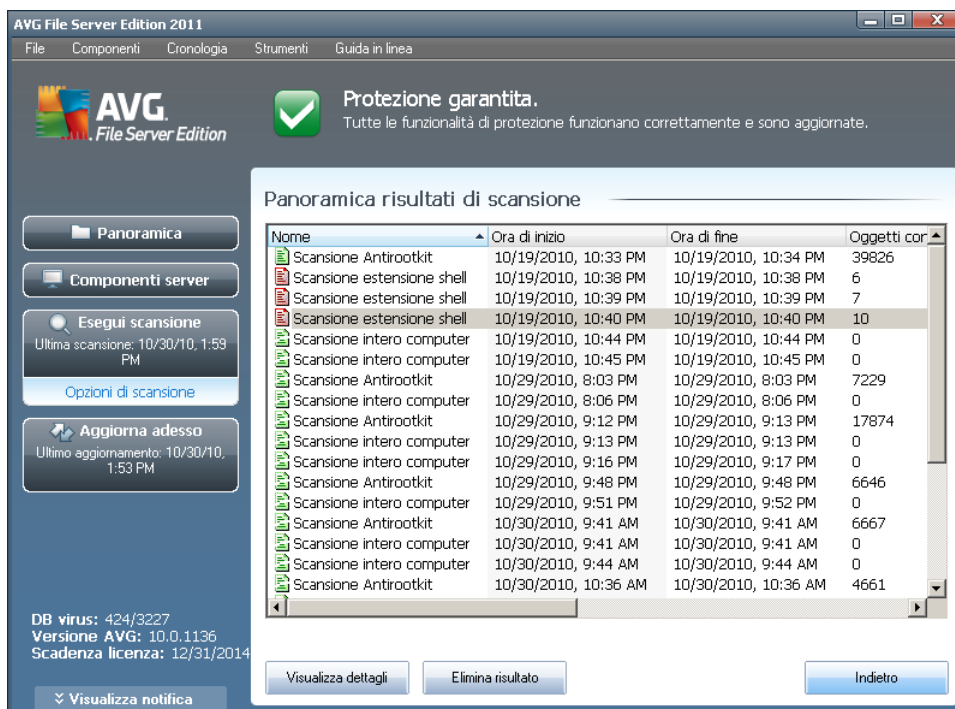 AVG File Server Edition 2011
File Componenti Cronologia Strumenti Guida in linea
AVG.
File Server Edition
Protezione garantita.
Tutte le funzionalità di protezione funzionano correttamente e sono aggiornate.
Panoramica
Componenti server
Esegui scansione
Ultima scansione: 10/30/10, 1:59
PM
Opzioni di scansione
Aggiorna adesso
Ultimo aggiornamento: 10/30/10,
1:53 PM
DB virus: 424/3227
Versione AVG: 10.0.1136
Scadenza licenza: 12/31/2014
Visualizza notifica
Panoramica risultati di scansione
Nome Ora di inizio Ora di fine Oggetti cor
Scansione Antirootkit 10/19/2010, 10:33 PM 10/19/2010, 10:34 PM 39826
Scansione estensione shell 10/19/2010, 10:38 PM 10/19/2010, 10:38 PM 6
Scansione estensione shell 10/19/2010, 10:39 PM 10/19/2010, 10:39 PM 7
Scansione estensione shell 10/19/2010, 10:40 PM 10/19/2010, 10:40 PM 10
Scansione intero computer 10/19/2010, 10:44 PM 10/19/2010, 10:44 PM 0
Scansione intero computer 10/19/2010, 10:45 PM 10/19/2010, 10:45 PM 0
Scansione Antirootkit 10/29/2010, 8:03 PM 10/29/2010, 8:03 PM 7229
Scansione intero computer 10/29/2010, 8:06 PM 10/29/2010, 8:06 PM 0
Scansione Antirootkit 10/29/2010, 9:12 PM 10/29/2010, 9:13 PM 17874
Scansione intero computer 10/29/2010, 9:13 PM 10/29/2010, 9:13 PM 0
Scansione intero computer 10/29/2010, 9:16 PM 10/29/2010, 9:17 PM 0
Scansione Antirootkit 10/29/2010, 9:48 PM 10/29/2010, 9:48 PM 6646
Scansione intero computer 10/29/2010, 9:51 PM 10/29/2010, 9:52 PM 0
Scansione Antirootkit 10/30/2010, 9:41 AM 10/30/2010, 9:41 AM 6667
Scansione intero computer 10/30/2010, 9:41 AM 10/30/2010, 9:41 AM 0
Scansione intero computer 10/30/2010, 9:44 AM 10/30/2010, 9:44 AM 0
Scansione Antirootkit 10/30/2010, 10:36 AM 10/30/2010, 10:36 AM 4661
Visualizza dettagli Elimina risultato Indietro